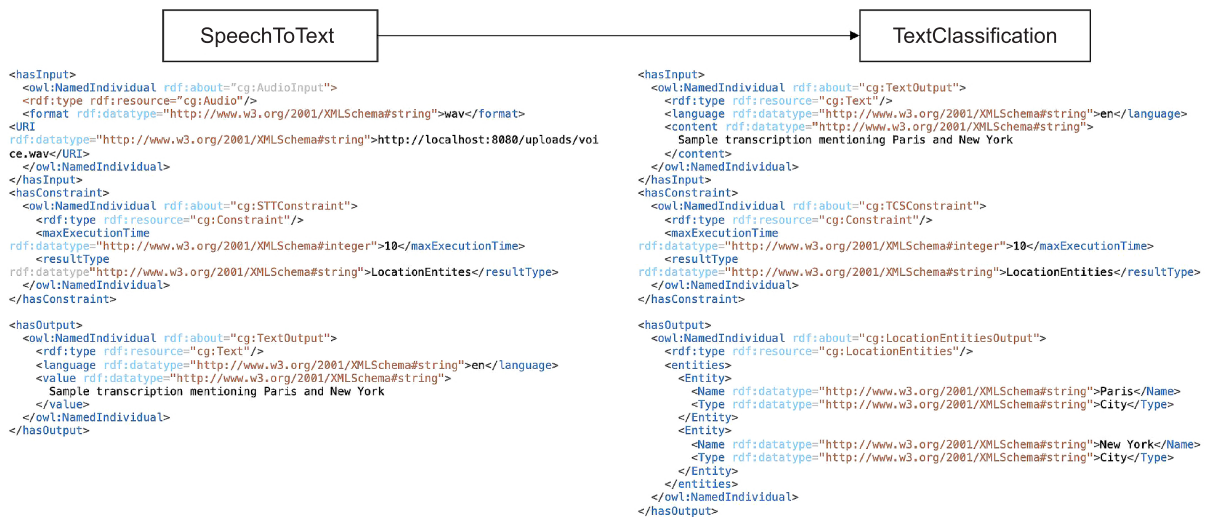 SpeechToText
TextClassification
<hasInput>
  <owl:NamedIndividual rdf:about="cg:AudioInput">
  <rdf:type rdf:resource="cg:Audio"/>
  <format rdf:datatype="http://www.w3.org/2001/XMLSchema#string">wav</format>
<URI
rdf:datatype="http://www.w3.org/2001/XMLSchema#string">http://localhost:8080/uploads/voi
ce.wav</URI>
  </owl:NamedIndividual>
</hasInput>
<hasConstraint>
  <owl:NamedIndividual rdf:about="cg:STTConstraint">
    <rdf:type rdf:resource="cg:Constraint"/>
    <maxExecutionTime
rdf:datatype="http://www.w3.org/2001/XMLSchema#integer">10</maxExecutionTime>
    <resultType
rdf:datatype"http://www.w3.org/2001/XMLSchema#string">LocationEntites</resultType>
  </owl:NamedIndividual>
</hasConstraint>
<hasOutput>
  <owl:NamedIndividual rdf:about="cg:TextOutput">
    <rdf:type rdf:resource="cg:Text"/>
    <language rdf:datatype="http://www.w3.org/2001/XMLSchema#string">en</language>
    <value rdf:datatype="http://www.w3.org/2001/XMLSchema#string">
      Sample transcription mentioning Paris and New York
    </value>
  </owl:NamedIndividual>
</hasOutput>
<hasInput>
  <owl:NamedIndividual rdf:about="cg:TextOutput">
    <rdf:type rdf:resource="cg:Text"/>
    <language rdf:datatype="http://www.w3.org/2001/XMLSchema#string">en</language>
    <content rdf:datatype="http://www.w3.org/2001/XMLSchema#string">
      Sample transcription mentioning Paris and New York
    </content>
  </owl:NamedIndividual>
</hasInput>
<hasConstraint>
  <owl:NamedIndividual rdf:about="cg:TCSConstraint">
    <rdf:type rdf:resource="cg:Constraint"/>
    <maxExecutionTime
rdf:datatype="http://www.w3.org/2001/XMLSchema#integer">10</maxExecutionTime>
    <resultType
rdf:datatype="http://www.w3.org/2001/XMLSchema#string">LocationEntities</resultType>
  </owl:NamedIndividual>
</hasConstraint>
<hasOutput>
  <owl:NamedIndividual rdf:about="cg:LocationEntitiesOutput">
    <rdf:type rdf:resource="cg:LocationEntities"/>
    <entities>
      <Entity>
        <Name rdf:datatype="http://www.w3.org/2001/XMLSchema#string">Paris</Name>
        <Type rdf:datatype="http://www.w3.org/2001/XMLSchema#string">City</Type>
      </Entity>
      <Entity>
        <Name rdf:datatype="http://www.w3.org/2001/XMLSchema#string">New York</Name>
        <Type rdf:datatype="http://www.w3.org/2001/XMLSchema#string">City</Type>
      </Entity>
    </entities>
  </owl:NamedIndividual>
</hasOutput>